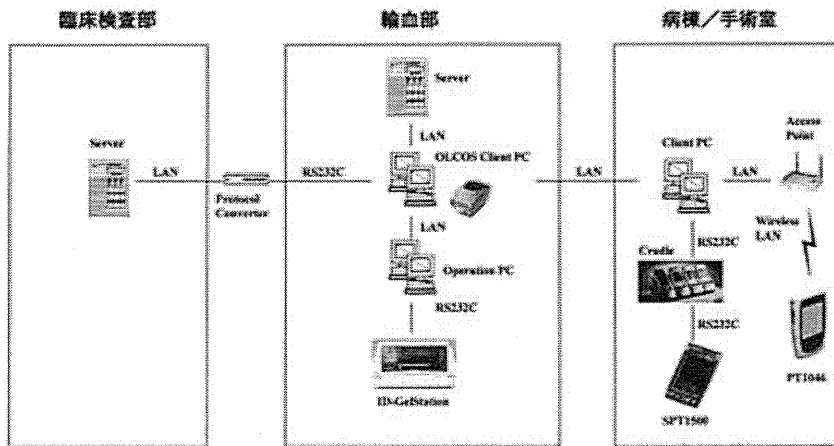 臨床検査部
Server
LAN
Protocol
Converter
RS232C
輸血部
Server
LAN
OLCOS Client PC
LAN
Operation PC
RS232C
ID-GelStation
LAN
病棟／手術室
Client PC
LAN
Access
Point
RS232C
Wireless
LAN
Cradle
RS232C
SPT1500
PT1046